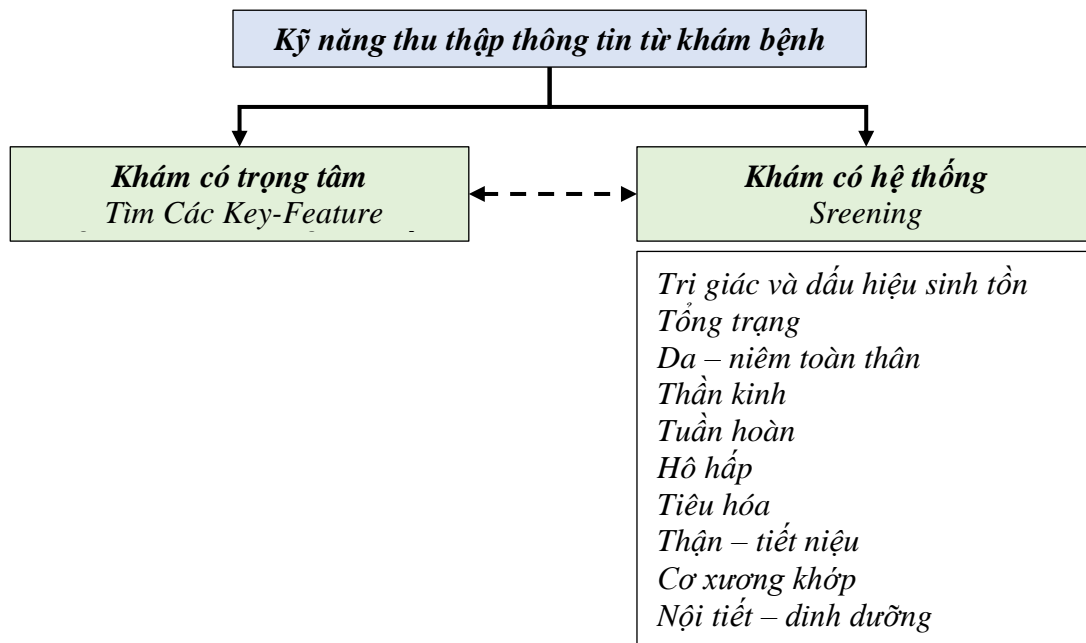 Kỹ năng thu thập thông tin từ khám bệnh
Khám có trọng tâm
Tìm Các Key-Feature
Khám có hệ thống
Sreening
Tri giác và dấu hiệu sinh tồn
Tổng trạng
Da – niêm toàn thân
Thần kinh
Tuần hoàn
Hô hấp
Tiêu hóa
Thận – tiết niệu
Cơ xương khớp
Nội tiết – dinh dưỡng